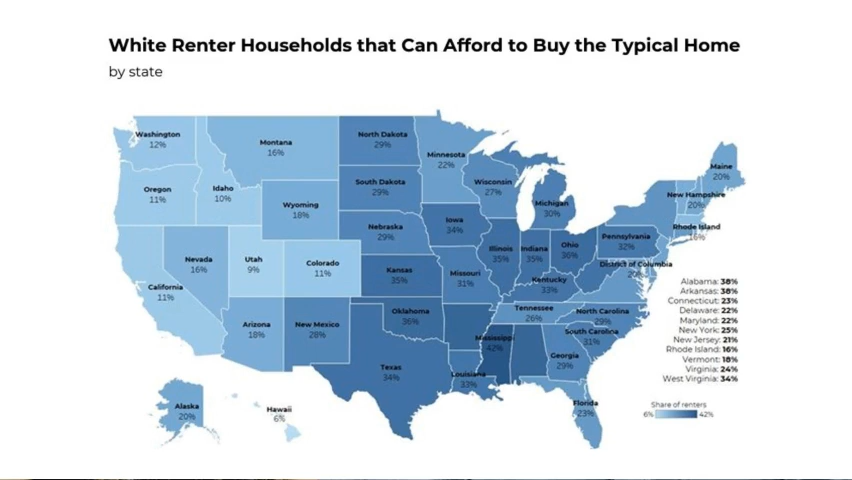 White Renter Households that Can Afford to Buy the Typical Home
by state
Washington
12%
Montana
16%
North Dakota
29%
Minnesota
22%
Maine
20%
Oregon
11%
Idaho
10%
Wyoming
18%
South Dakota
29%
Wisconsin
27%
Michigan
30%
New Hampshire
20%
Rhode Island
16%
Nebraska
29%
Iowa
34%
Pennsylvania
32%
Nevada
16%
Utah
9%
Colorado
11%
Kansas
35%
Missouri
31%
Illinois
35%
Indiana
35%
Ohio
36%
District of Columbia
20%
California
11%
Kentucky
33%
Arizona
18%
New Mexico
28%
Oklahoma
36%
Tennessee
26%
North Carolina
29%
South Carolina
31%
Mississippi
42%
Georgia
29%
Texas
34%
Louisiana
33%
Florida
23%
Alaska
20%
Hawaii
6%
Alabama: 38%
Arkansas: 38%
Connecticut: 23%
Delaware: 22%
Maryland: 22%
New York: 25%
New Jersey: 21%
Rhode Island: 16%
Vermont: 18%
Virginia: 24%
West Virginia: 34%
Share of renters
6% 42%